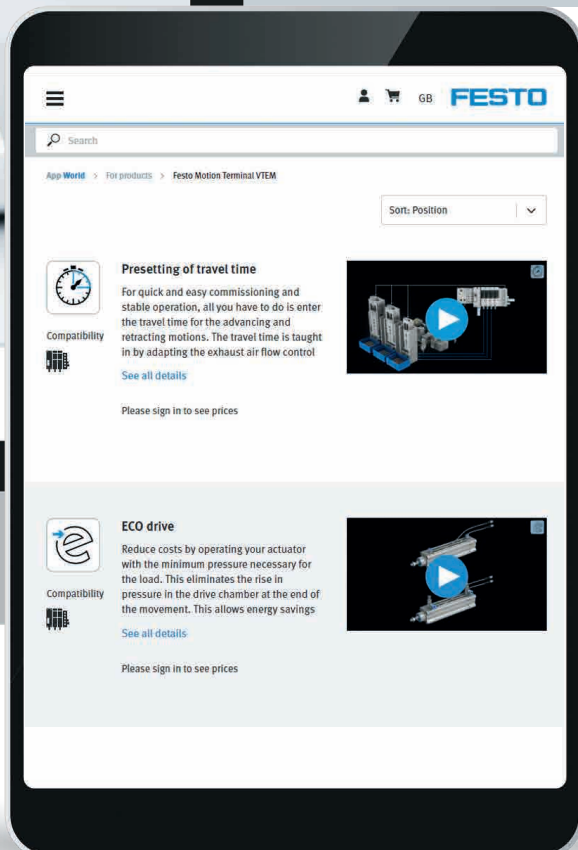 GB FESTO
Search
App World > For products > Festo Motion Terminal VTEM
Sort: Position
Presetting of travel time
For quick and easy commissioning and
stable operation, all you have to do is enter
the travel time for the advancing and
retracting motions. The travel time is taught
in by adapting the exhaust air flow control
Compatibility
See all details
Please sign in to see prices
ECO drive
Reduce costs by operating your actuator
with the minimum pressure necessary for
the load. This eliminates the rise in
pressure in the drive chamber at the end of
the movement. This allows energy savings
Compatibility
See all details
Please sign in to see prices